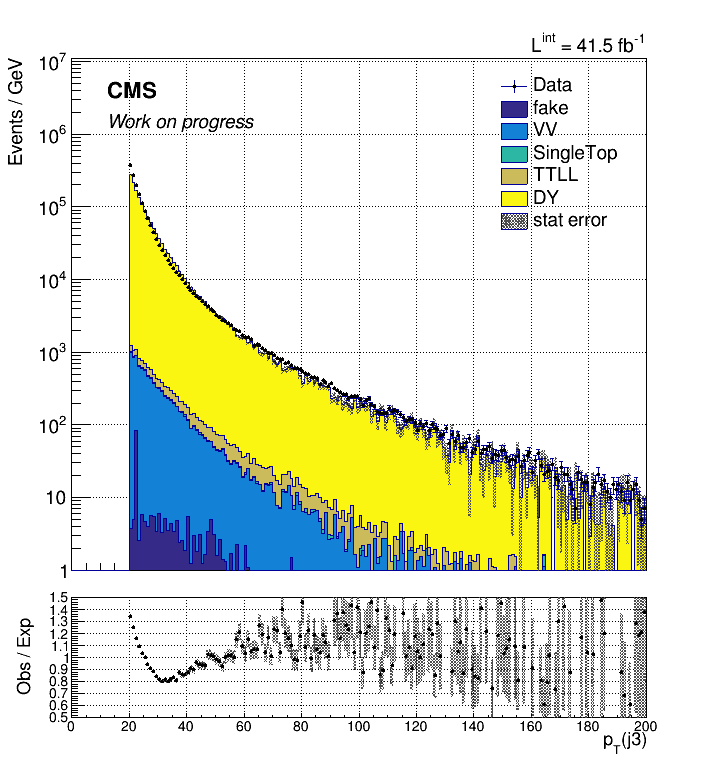 L^int = 41.5 fb^-1
Events / GeV
10^7
10^6
10^5
10^4
10^3
10^2
10
1
CMS
Work on progress
Data
fake
VV
SingleTop
TTLL
DY
stat error
Obs / Exp
1.5
1.4
1.3
1.2
1.1
1
0.9
0.8
0.7
0.6
0.5
0 20 40 60 80 100 120 140 160 180 200
p_T(j3)